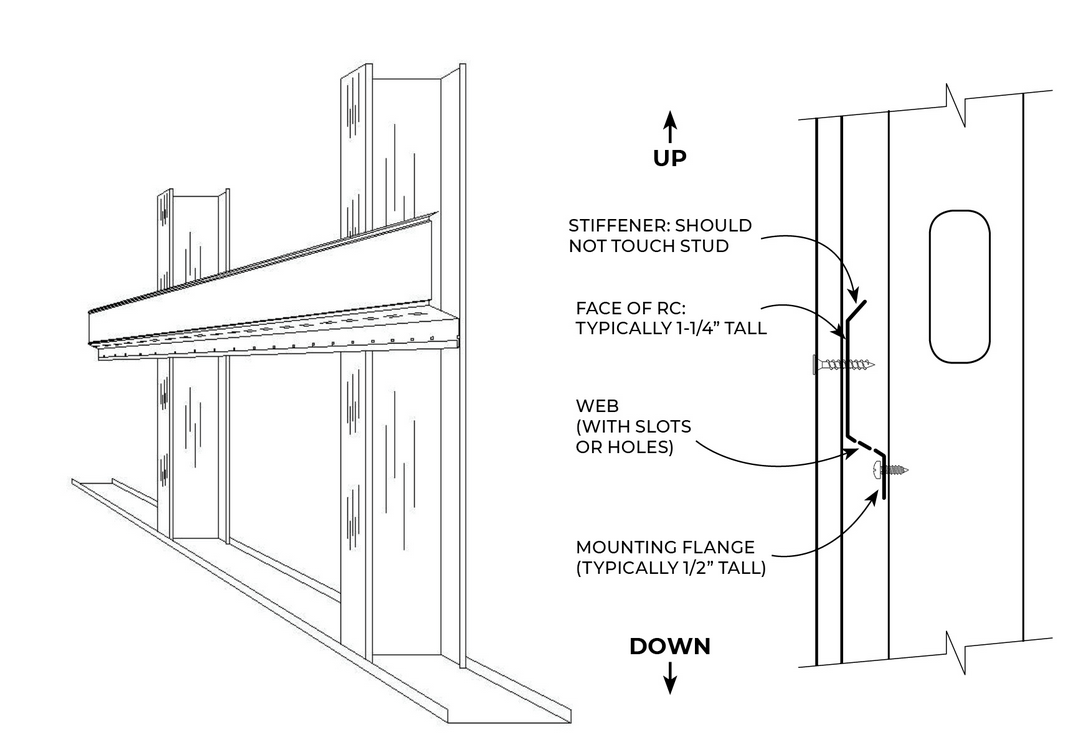 UP
STIFFENER: SHOULD
NOT TOUCH STUD
FACE OF RC:
TYPICALLY 1-1/4” TALL
WEB
(WITH SLOTS
OR HOLES)
MOUNTING FLANGE
(TYPICALLY 1/2” TALL)
DOWN